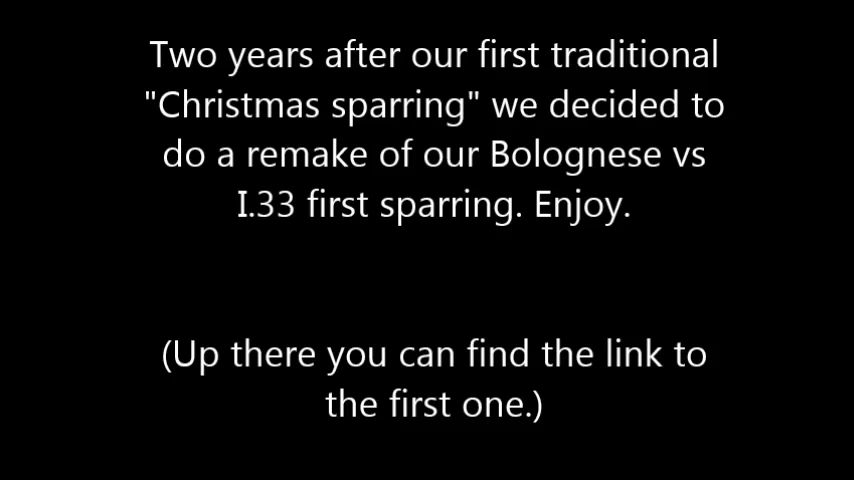 Two years after our first traditional
"Christmas sparring" we decided to
do a remake of our Bolognese vs
I.33 first sparring. Enjoy.
(Up there you can find the link to
the first one.)